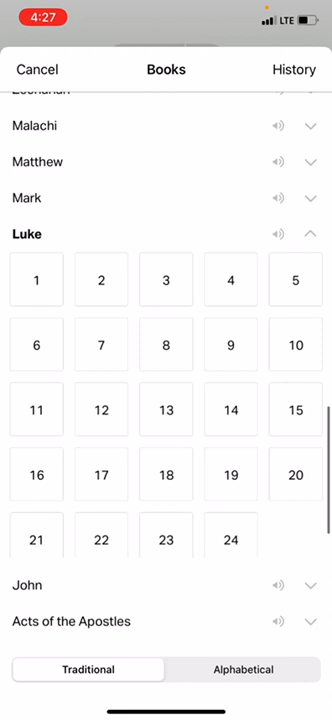 4:27
LTE
Cancel Books History
Zechariah
Malachi
Matthew
Mark
Luke
1 2 3 4 5
6 7 8 9 10
11 12 13 14 15
16 17 18 19 20
21 22 23 24
John
Acts of the Apostles
Traditional Alphabetical